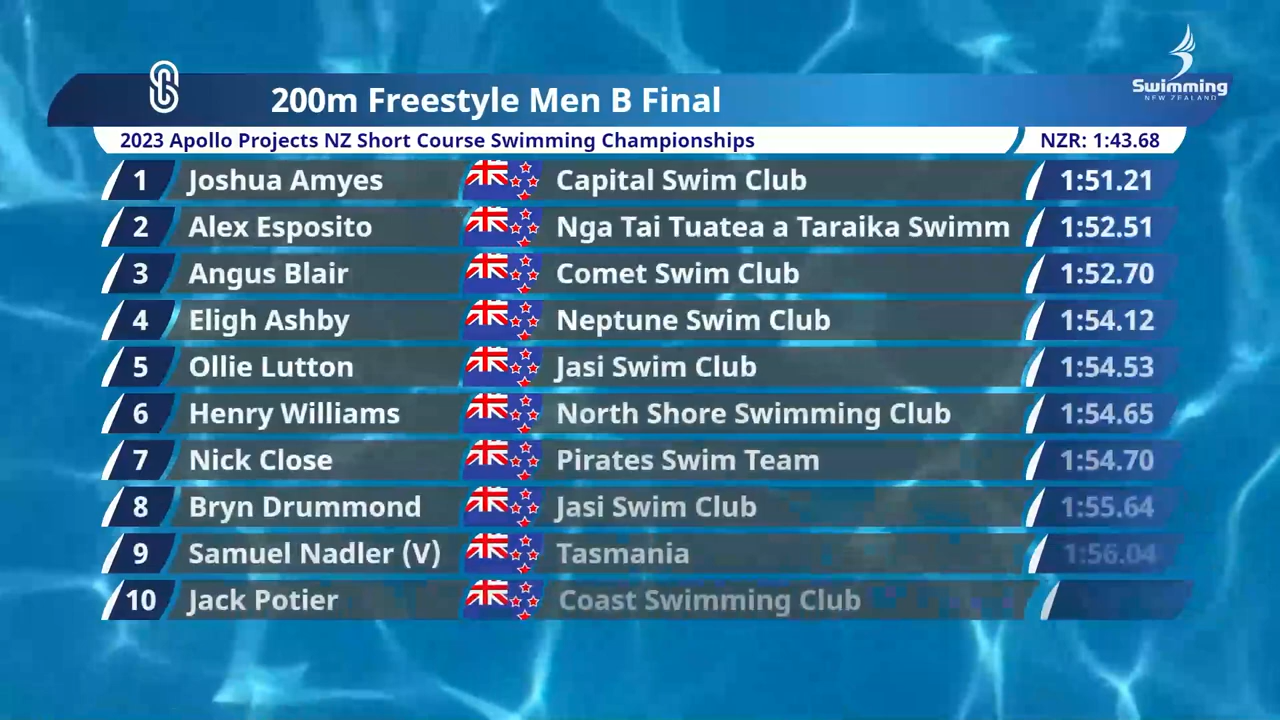 200m Freestyle Men B Final
Swimming
NEW ZEALAND
2023 Apollo Projects NZ Short Course Swimming Championships NZR: 1:43.68
1 Joshua Amyes Capital Swim Club 1:51.21
2 Alex Esposito Nga Tai Tuatea a Taraika Swimm 1:52.51
3 Angus Blair Comet Swim Club 1:52.70
4 Eligh Ashby Neptune Swim Club 1:54.12
5 Ollie Lutton Jasi Swim Club 1:54.53
6 Henry Williams North Shore Swimming Club 1:54.65
7 Nick Close Pirates Swim Team 1:54.70
8 Bryn Drummond Jasi Swim Club 1:55.64
9 Samuel Nadler (V) Tasmania 1:56.04
10 Jack Potier Coast Swimming Club